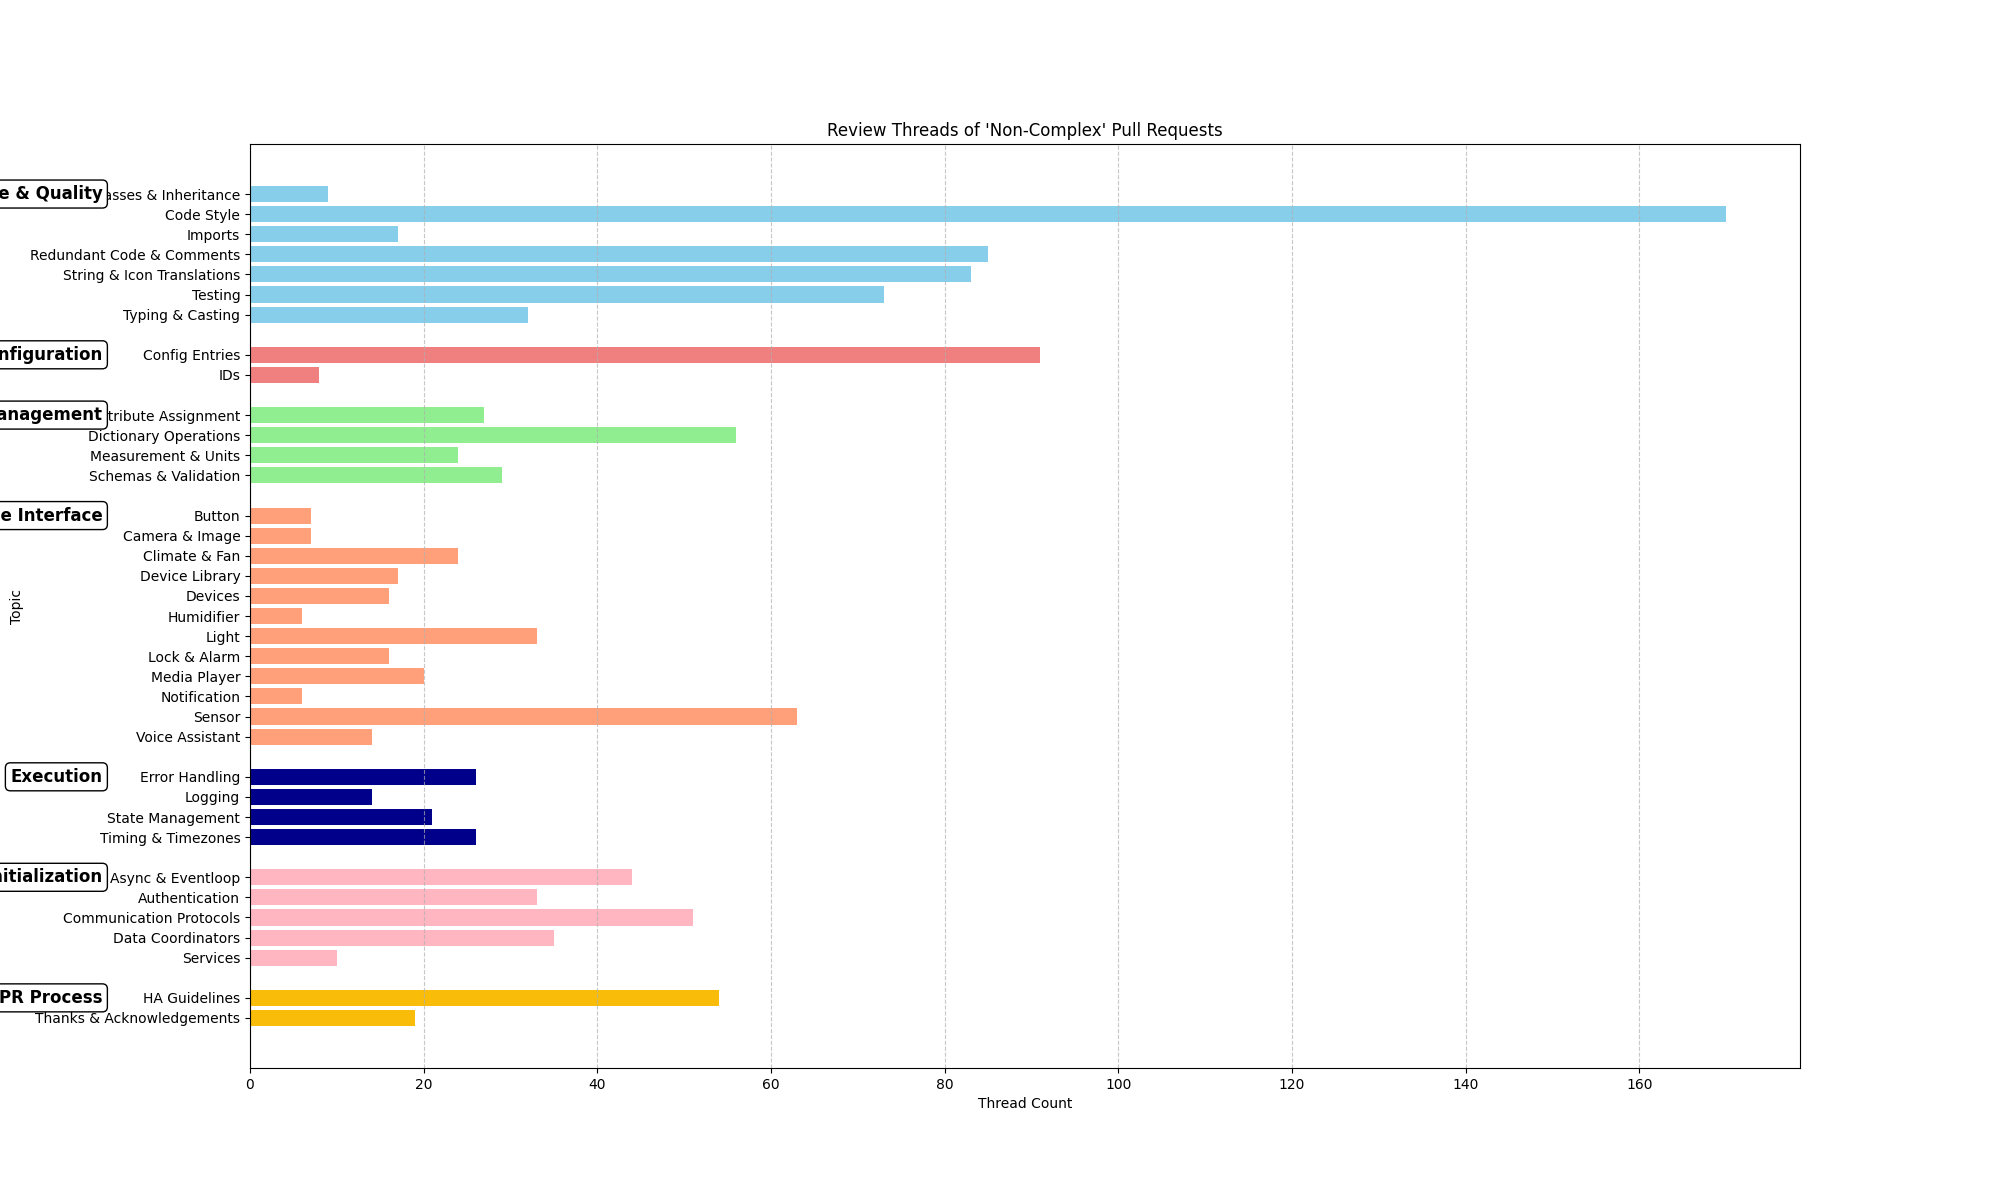 Review Threads of 'Non-Complex' Pull Requests
e & Quality
asses & Inheritance
Code Style
Imports
Redundant Code & Comments
String & Icon Translations
Testing
Typing & Casting
nfiguration
Config Entries
IDs
anagement
tribute Assignment
Dictionary Operations
Measurement & Units
Schemas & Validation
e Interface
Button
Camera & Image
Climate & Fan
Device Library
Devices
Humidifier
Light
Lock & Alarm
Media Player
Notification
Sensor
Voice Assistant
Execution
Error Handling
Logging
State Management
Timing & Timezones
itialization
Async & Eventloop
Authentication
Communication Protocols
Data Coordinators
Services
PR Process
HA Guidelines
Thanks & Acknowledgements
Topic
0 20 40 60 80 100 120 140 160
Thread Count